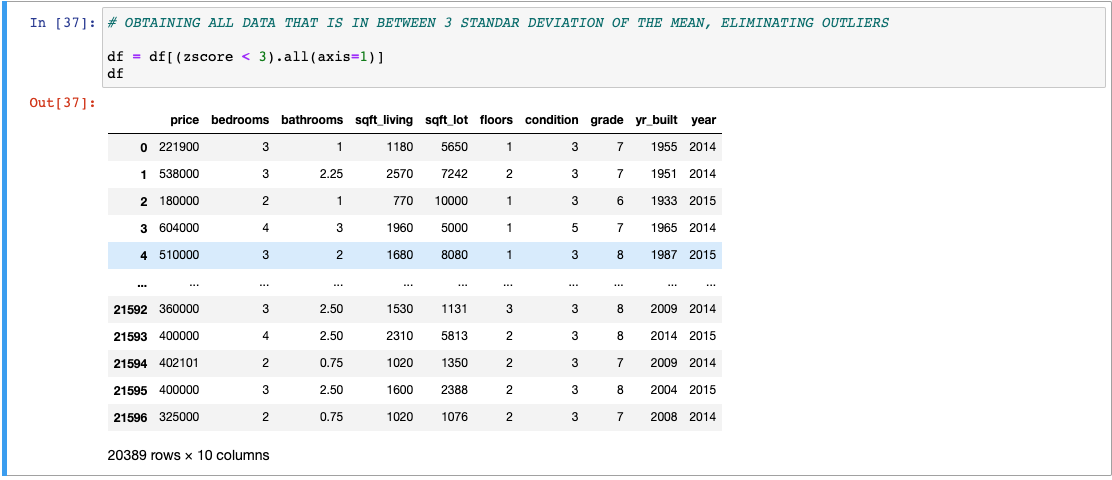 In [37]: # OBTAINING ALL DATA THAT IS IN BETWEEN 3 STANDAR DEVIATION OF THE MEAN, ELIMINATING OUTLIERS
df = df[(zscore < 3).all(axis=1)]
df
Out[37]:
price bedrooms bathrooms sqft_living sqft_lot floors condition grade yr_built year
0 221900 3 1 1180 5650 1 3 7 1955 2014
1 538000 3 2.25 2570 7242 2 3 7 1951 2014
2 180000 2 1 770 10000 1 3 6 1933 2015
3 604000 4 3 1960 5000 1 5 7 1965 2014
4 510000 3 2 1680 8080 1 3 8 1987 2015
... ... ... ... ... ... ... ... ... ... ...
21592 360000 3 2.50 1530 1131 3 3 8 2009 2014
21593 400000 4 2.50 2310 5813 2 3 8 2014 2015
21594 402101 2 0.75 1020 1350 2 3 7 2009 2014
21595 400000 3 2.50 1600 2388 2 3 8 2004 2015
21596 325000 2 0.75 1020 1076 2 3 7 2008 2014
20389 rows × 10 columns